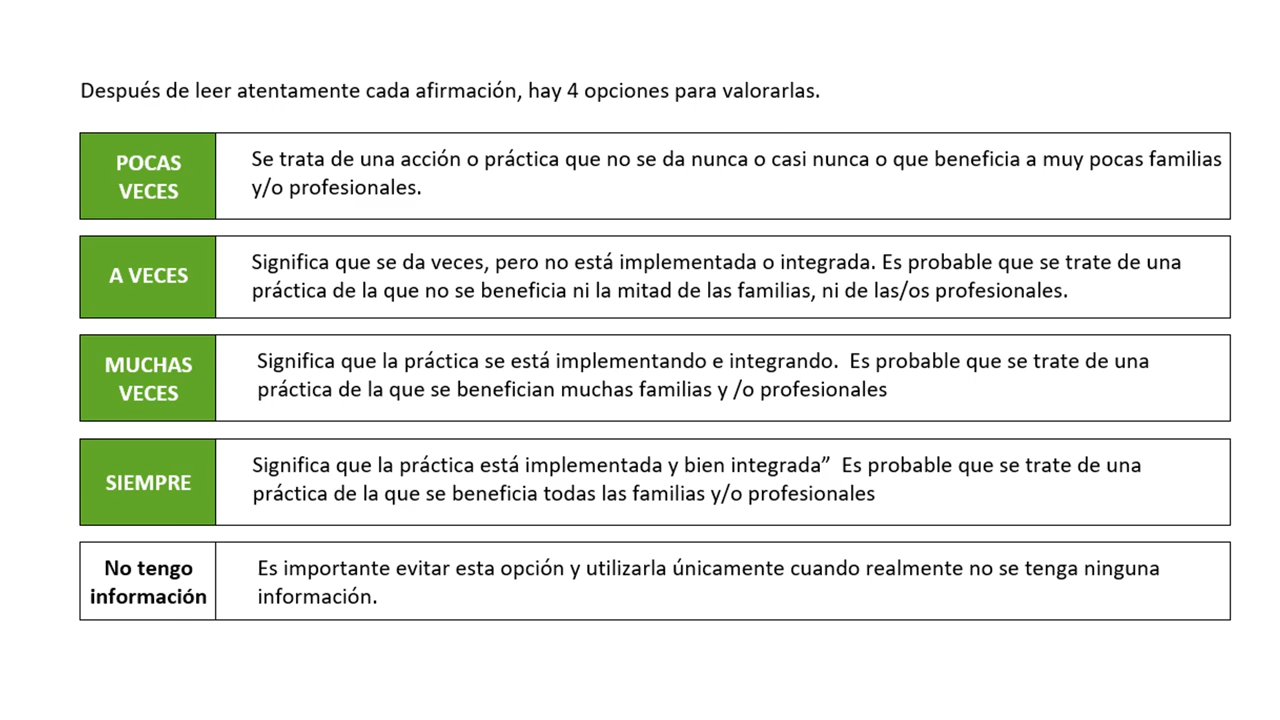 Después de leer atentamente cada afirmación, hay 4 opciones para valorarlas.
POCAS
VECES
Se trata de una acción o práctica que no se da nunca o casi nunca o que beneficia a muy pocas familias
y/o profesionales.
A VECES
Significa que se da veces, pero no está implementada o integrada. Es probable que se trate de una
práctica de la que no se beneficia ni la mitad de las familias, ni de las/os profesionales.
MUCHAS
VECES
Significa que la práctica se está implementando e integrando.  Es probable que se trate de una
práctica de la que se benefician muchas familias y /o profesionales
SIEMPRE
Significa que la práctica está implementada y bien integrada”  Es probable que se trate de una
práctica de la que se beneficia todas las familias y/o profesionales
No tengo
información
Es importante evitar esta opción y utilizarla únicamente cuando realmente no se tenga ninguna
información.